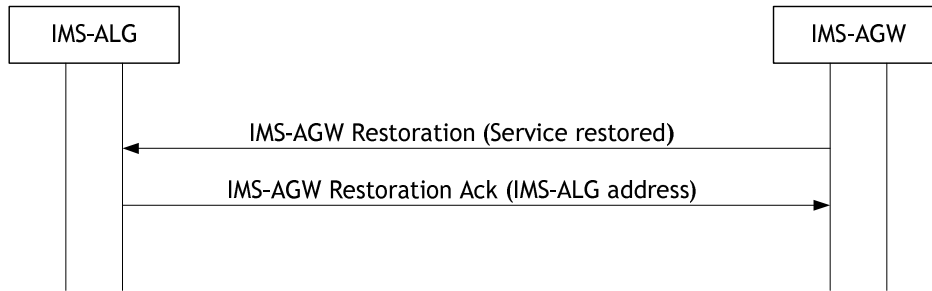 IMS-ALG
IMS-AGW
IMS-AGW Restoration (Service restored)
IMS-AGW Restoration Ack (IMS-ALG address)